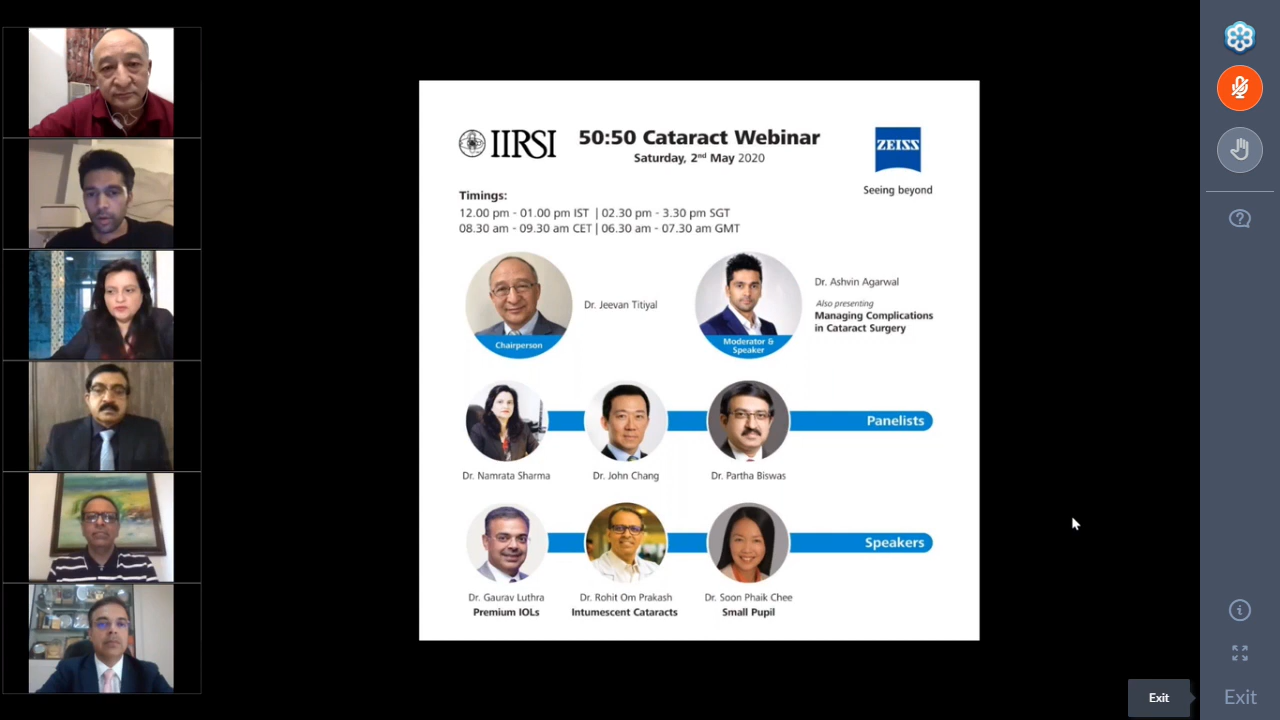 IIRSI
50:50 Cataract Webinar
Saturday, 2nd May 2020
ZEISS
Seeing beyond
Timings:
12.00 pm - 01.00 pm IST | 02.30 pm - 3.30 pm SGT
08.30 am - 09.30 am CET | 06.30 am - 07.30 am GMT
Chairperson
Dr. Jeevan Titiyal
Moderator &
Speaker
Dr. Ashvin Agarwal
Also presenting
Managing Complications
in Cataract Surgery
Panelists
Dr. Namrata Sharma
Dr. John Chang
Dr. Partha Biswas
Speakers
Dr. Gaurav Luthra
Premium IOLs
Dr. Rohit Om Prakash
Intumescent Cataracts
Dr. Soon Phaik Chee
Small Pupil
Exit
Exit